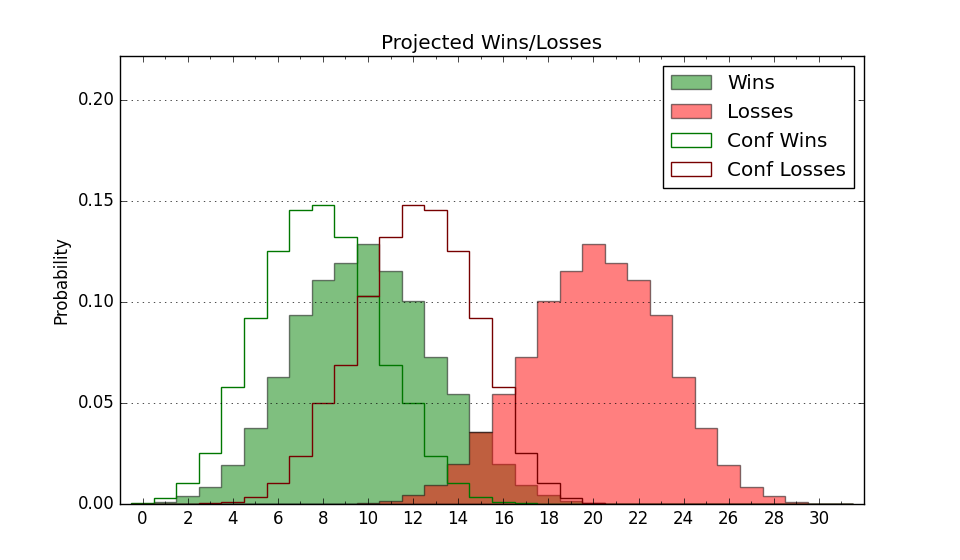 Projected Wins/Losses
Wins
Losses
Conf Wins
Conf Losses
Probability
0.20
0.15
0.10
0.05
0.00
0 2 4 6 8 10 12 14 16 18 20 22 24 26 28 30